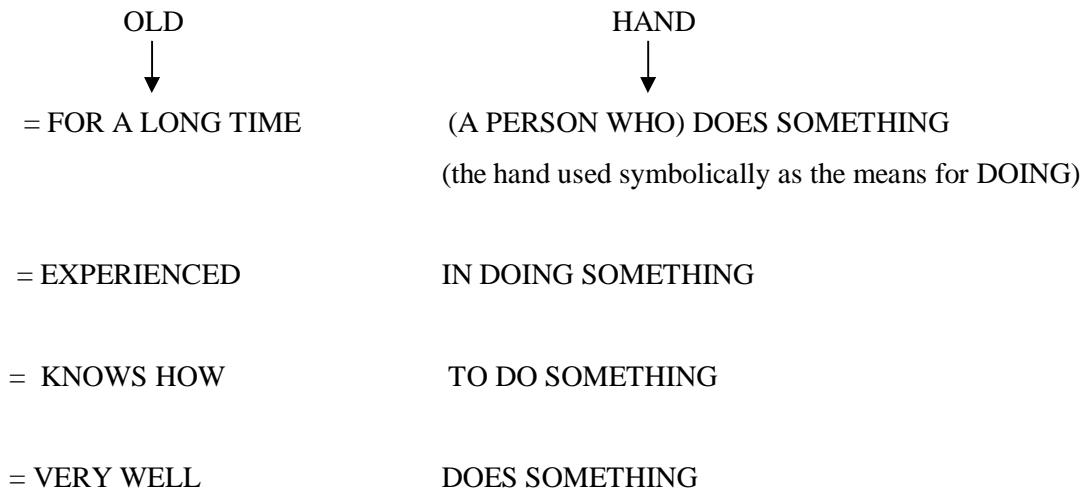 OLD HAND
= FOR A LONG TIME (A PERSON WHO) DOES SOMETHING
(the hand used symbolically as the means for DOING)
= EXPERIENCED IN DOING SOMETHING
= KNOWS HOW TO DO SOMETHING
= VERY WELL DOES SOMETHING